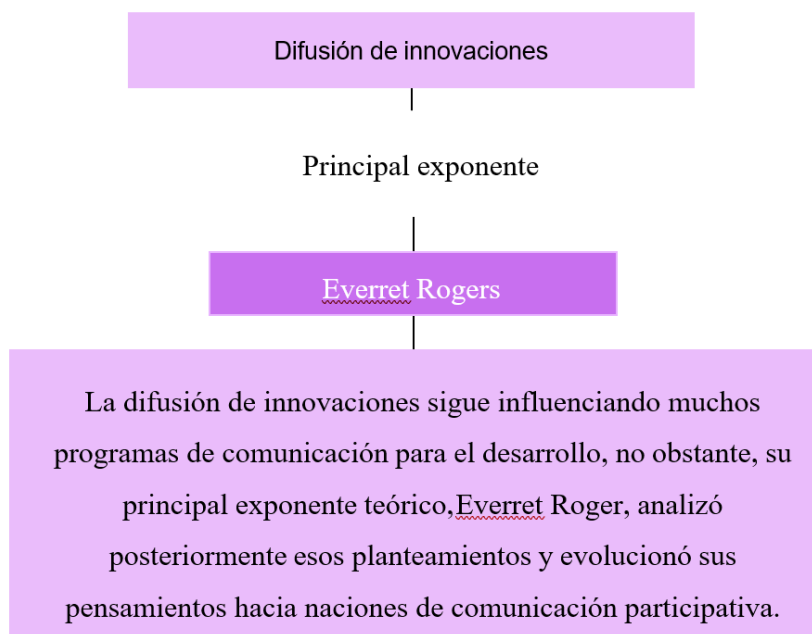 Difusión de innovaciones
Principal exponente
Everret Rogers
La difusión de innovaciones sigue influenciando muchos
programas de comunicación para el desarrollo, no obstante, su
principal exponente teórico,Everret Roger, analizó
posteriormente esos planteamientos y evolucionó sus
pensamientos hacia naciones de comunicación participativa.